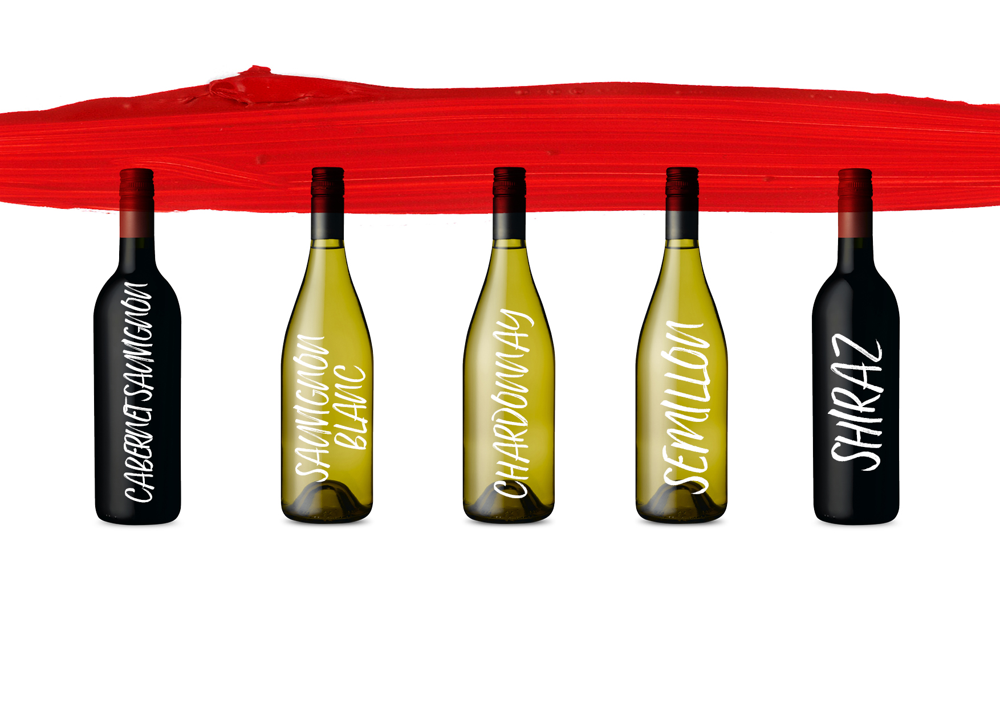 CABERNET SAUVIGNON
SAUVIGNON
BLANC
CHARDONNAY
SEMILLON
SHIRAZ